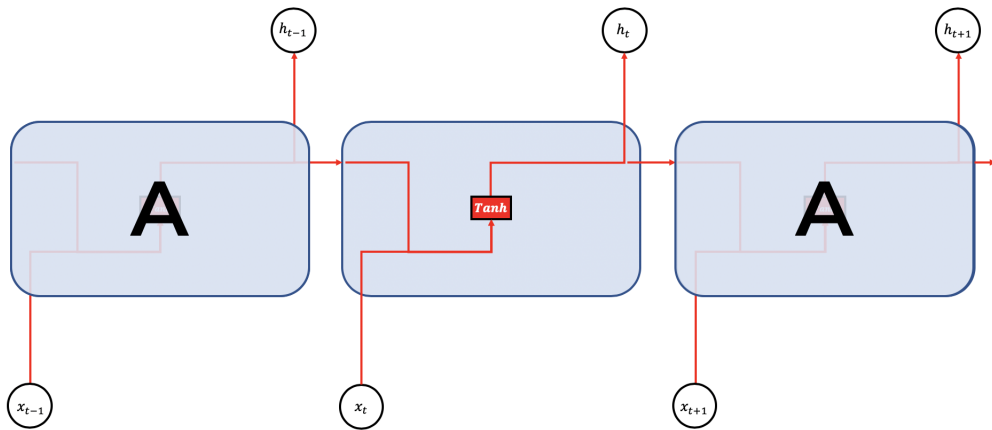 h_{t-1} h_t h_{t+1}
A Tanh A
x_{t-1} x_t x_{t+1}